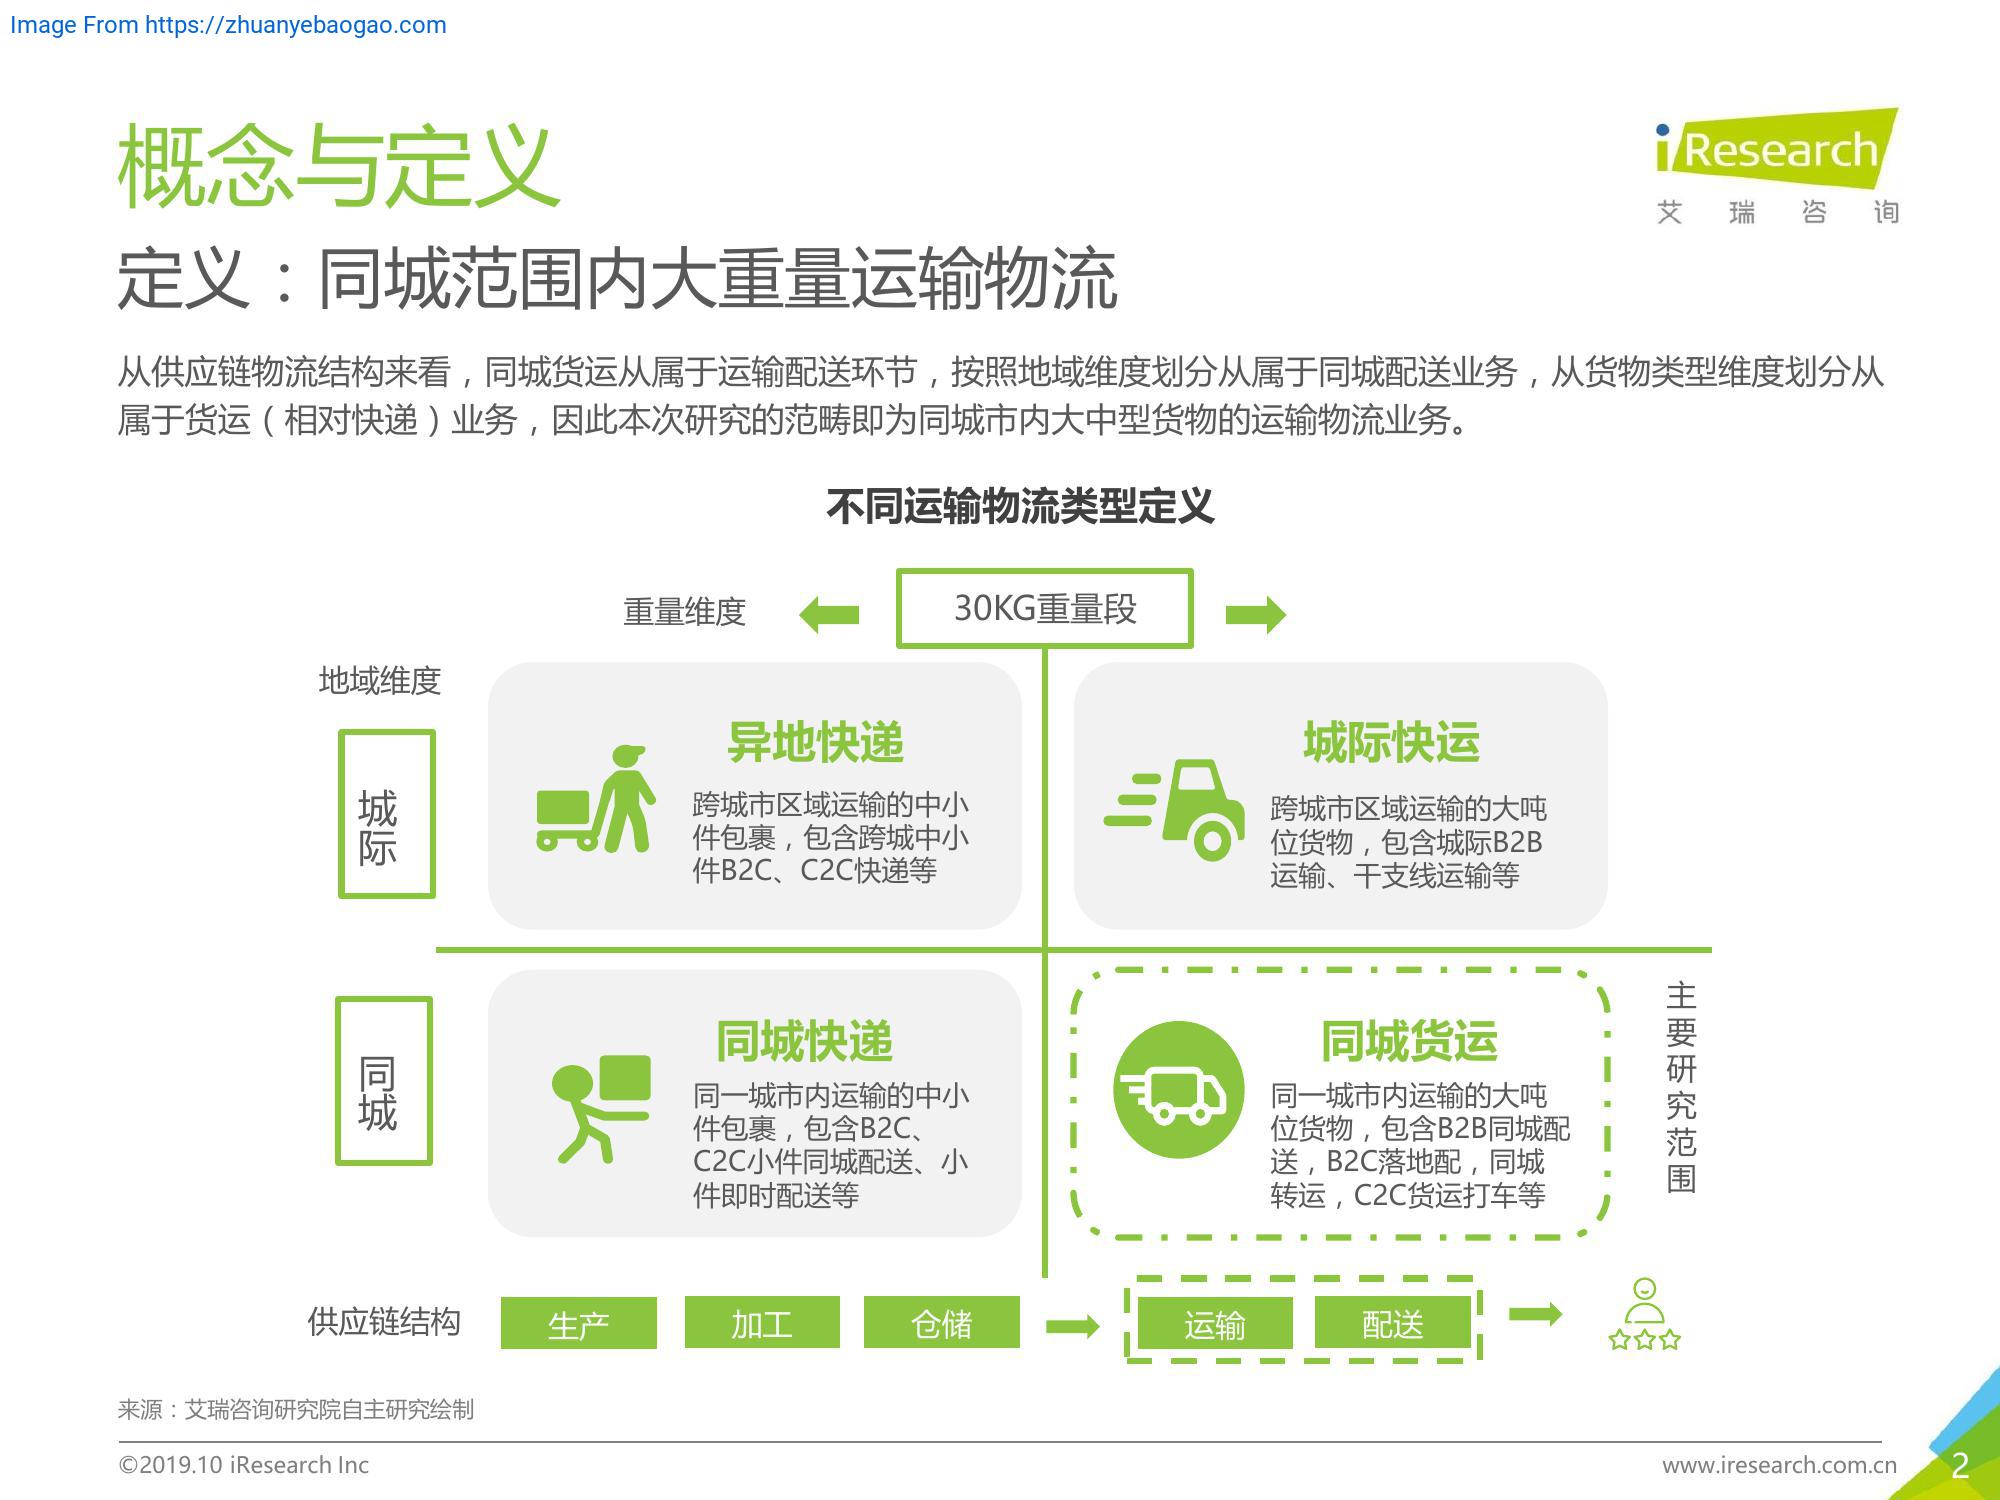 Image From https://zhuanyebaogao.com
概念与定义
iResearch
艾瑞咨询
定义：同城范围内大重量运输物流
从供应链物流结构来看，同城货运从属于运输配送环节，按照地域维度划分从属于同城配送业务，从货物类型维度划分从
属于货运（相对快递）业务，因此本次研究的范畴即为同城市内大中型货物的运输物流业务。
不同运输物流类型定义
重量维度
30KG重量段
地域维度
城际
异地快递
跨城市区域运输的中小
件包裹，包含跨城中小
件B2C、C2C快递等
城际快运
跨城市区域运输的大吨
位货物，包含城际B2B
运输、干支线运输等
同城
同城快递
同一城市内运输的中小
件包裹，包含B2C、
C2C小件同城配送、小
件即时配送等
同城货运
同一城市内运输的大吨
位货物，包含B2B同城配
送，B2C落地配，同城
转运，C2C货运打车等
主要研究范围
供应链结构
生产
加工
仓储
运输
配送
来源：艾瑞咨询研究院自主研究绘制
©2019.10 iResearch Inc
www.iresearch.com.cn
2